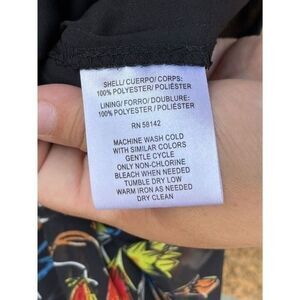 SHELL/ CUERPO/ CORPS:
100% POLYESTER/ POLIÉSTER
LINING/ FORRO/ DOUBLURE:
100% POLYESTER / POLIÉSTER
RN 58142
MACHINE WASH COLD
WITH SIMILAR COLORS
GENTLE CYCLE
ONLY NON-CHLORINE
BLEACH WHEN NEEDED
TUMBLE DRY LOW
WARM IRON AS NEEDED
DRY CLEAN